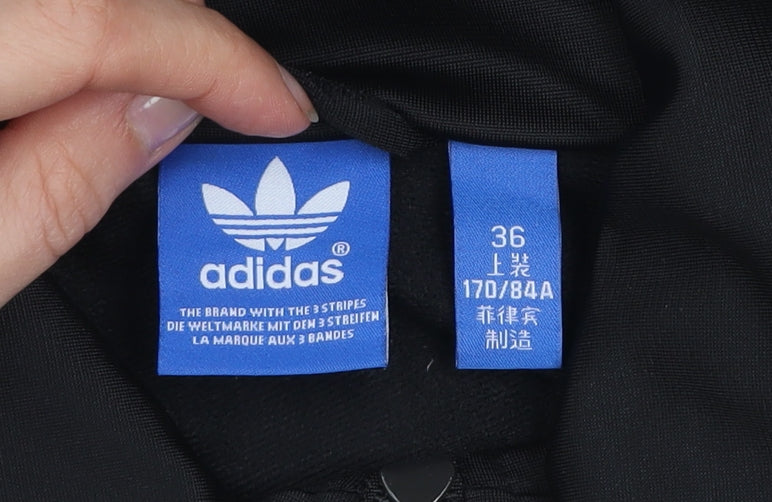 adidas®
THE BRAND WITH THE 3 STRIPES
DIE WELTMARKE MIT DEN 3 STREIFEN
LA MARQUE AUX 3 BANDES
36
上装
170/84A
菲律宾
制造